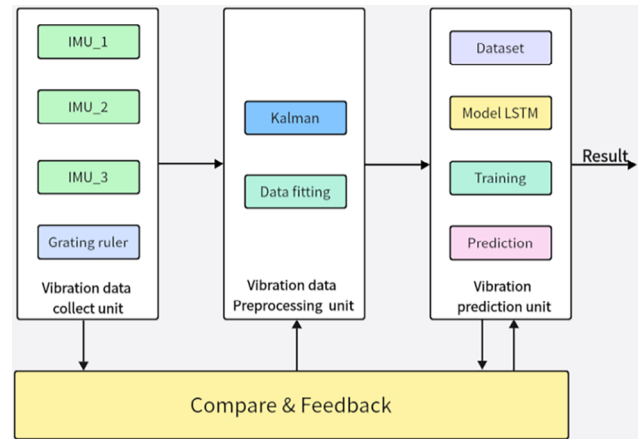 IMU_1
IMU_2
IMU_3
Grating ruler
Vibration data
collect unit
Kalman
Data fitting
Vibration data
Preprocessing unit
Dataset
Model LSTM
Training
Prediction
Vibration
prediction unit
Result
Compare & Feedback